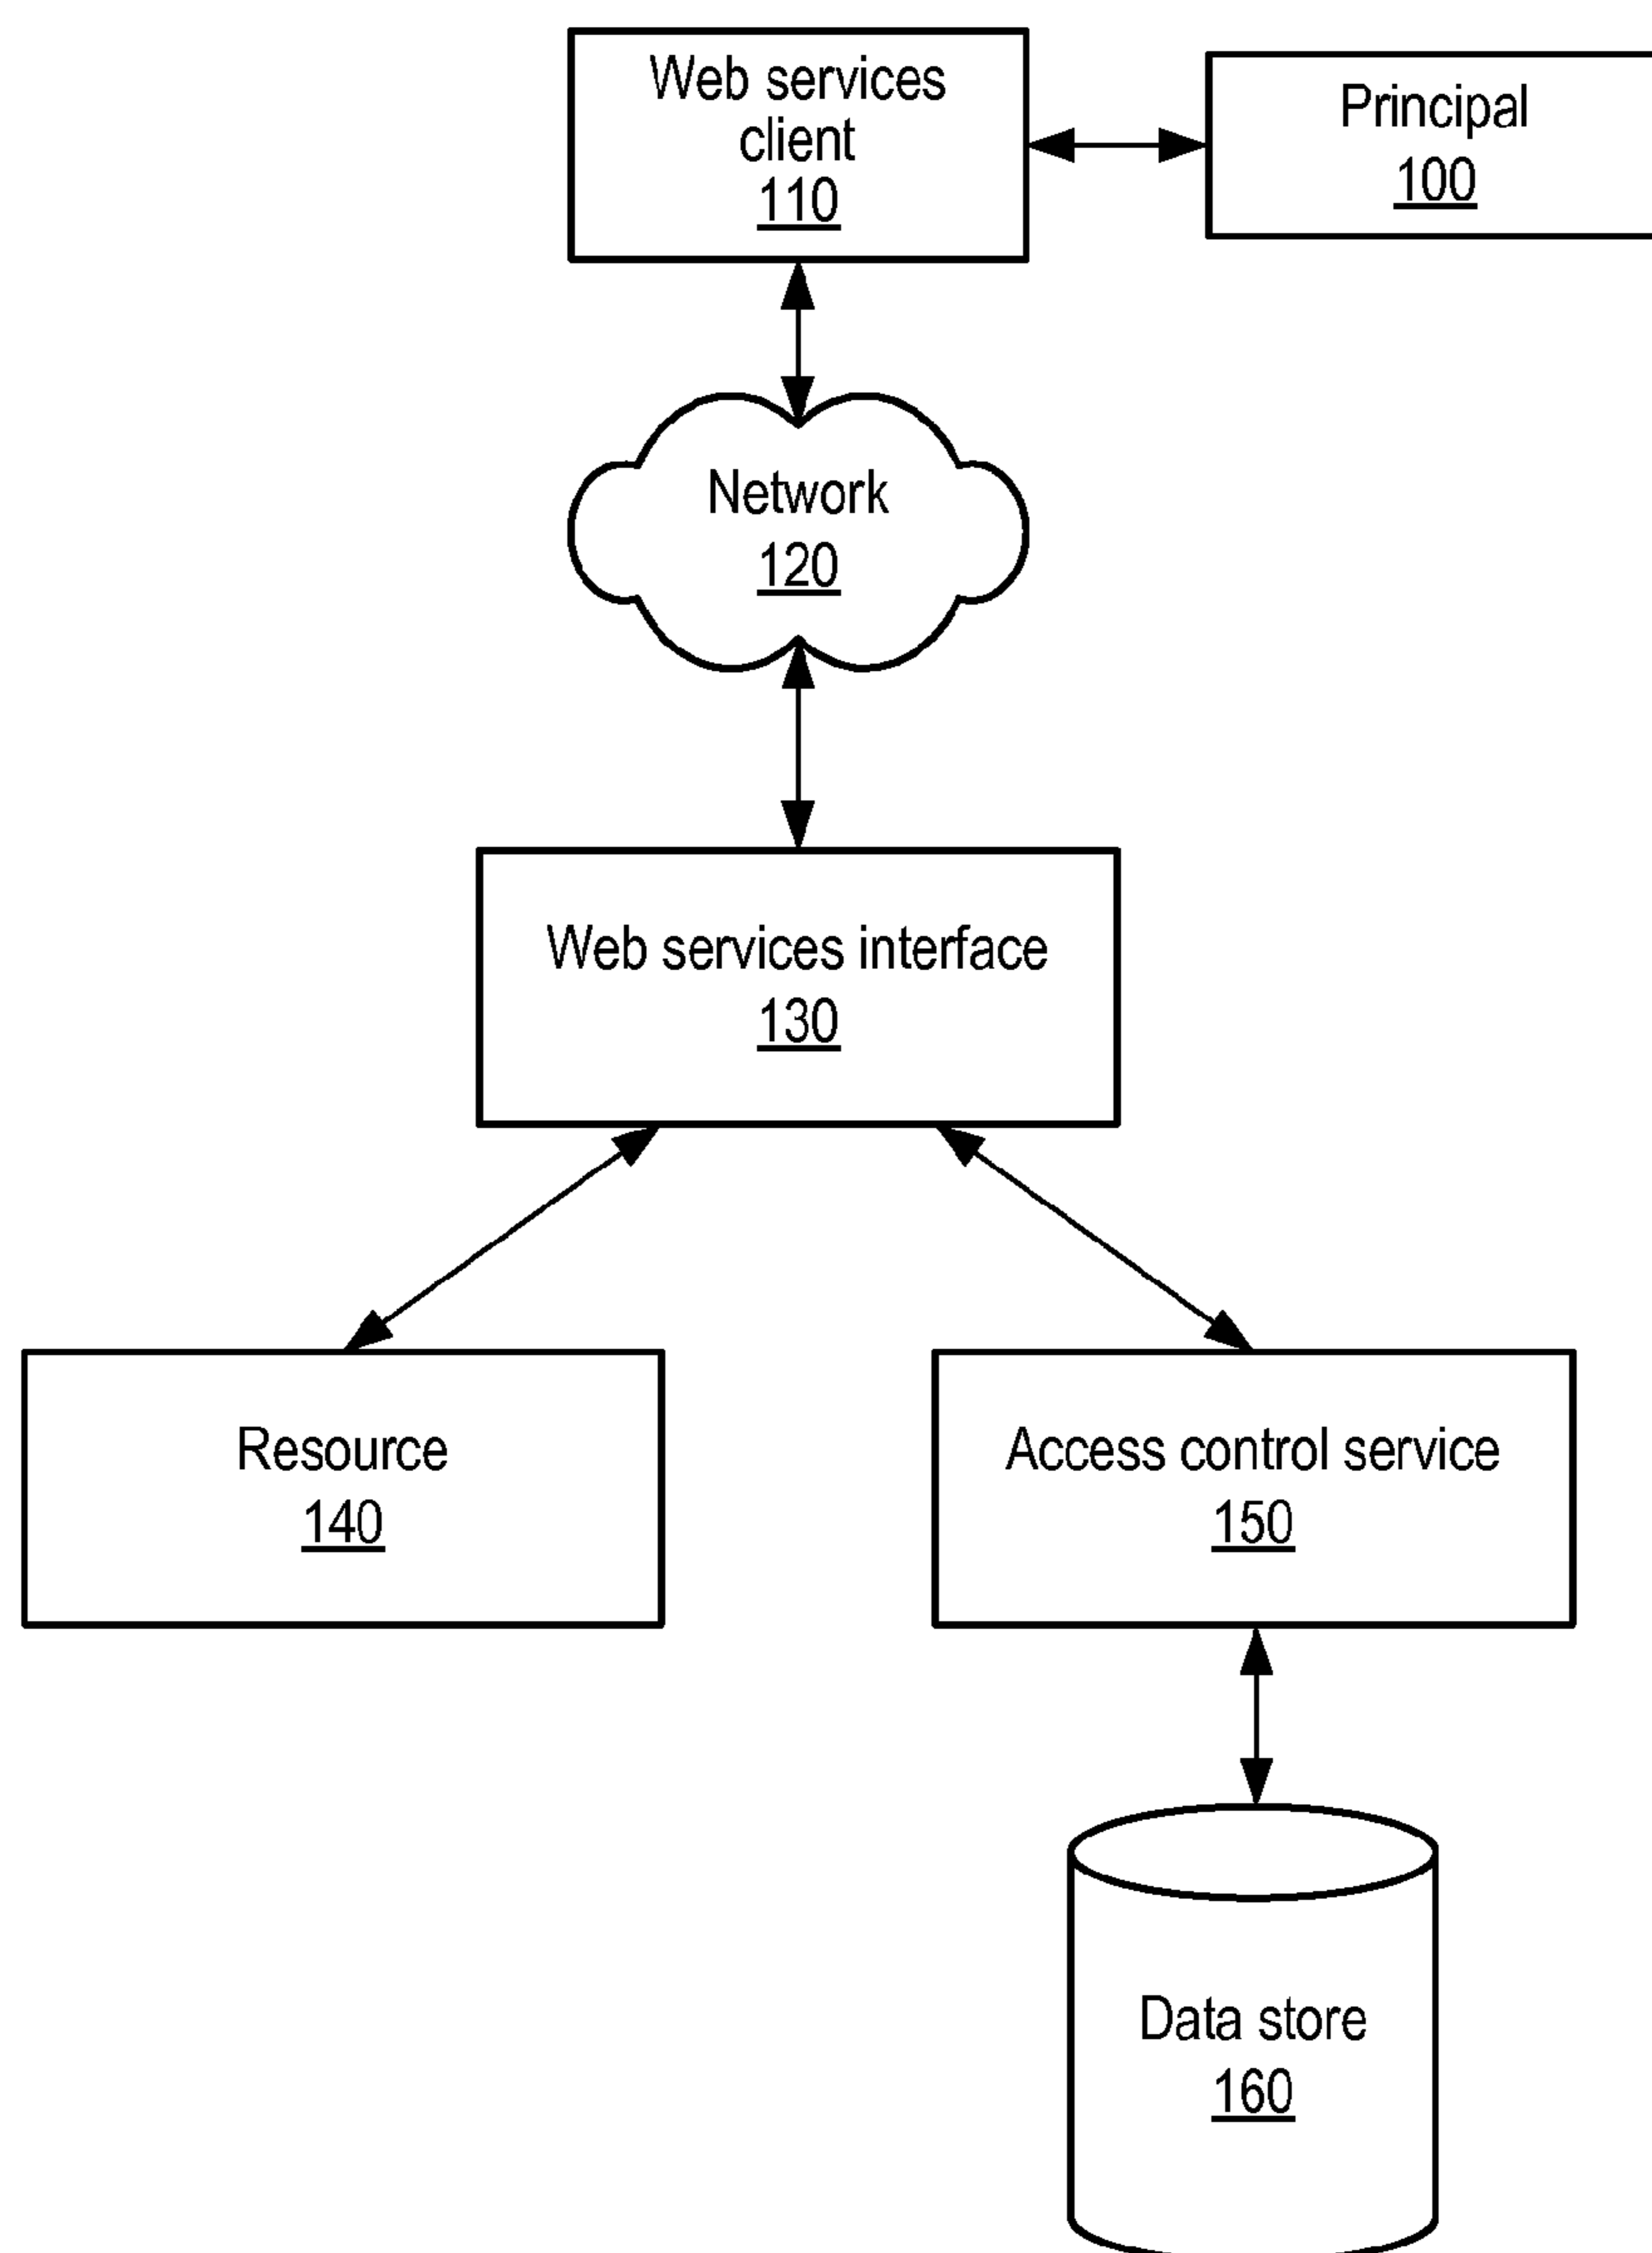 Web services
client
110
Principal
100
Network
120
Web services interface
130
Resource
140
Access control service
150
Data store
160